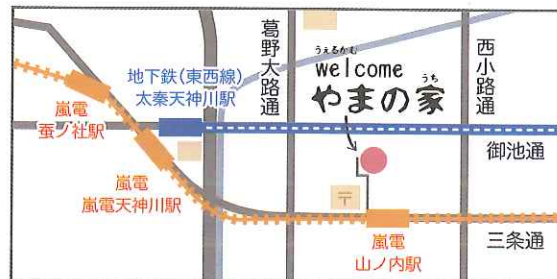 葛野大路通
うぇるかむ
welcome
うち
やまの家
西小路通
地下鉄(東西線)
太秦天神川駅
嵐電
蚕ノ社駅
御池通
嵐電
嵐電天神川駅
〒
三条通
嵐電
山ノ内駅